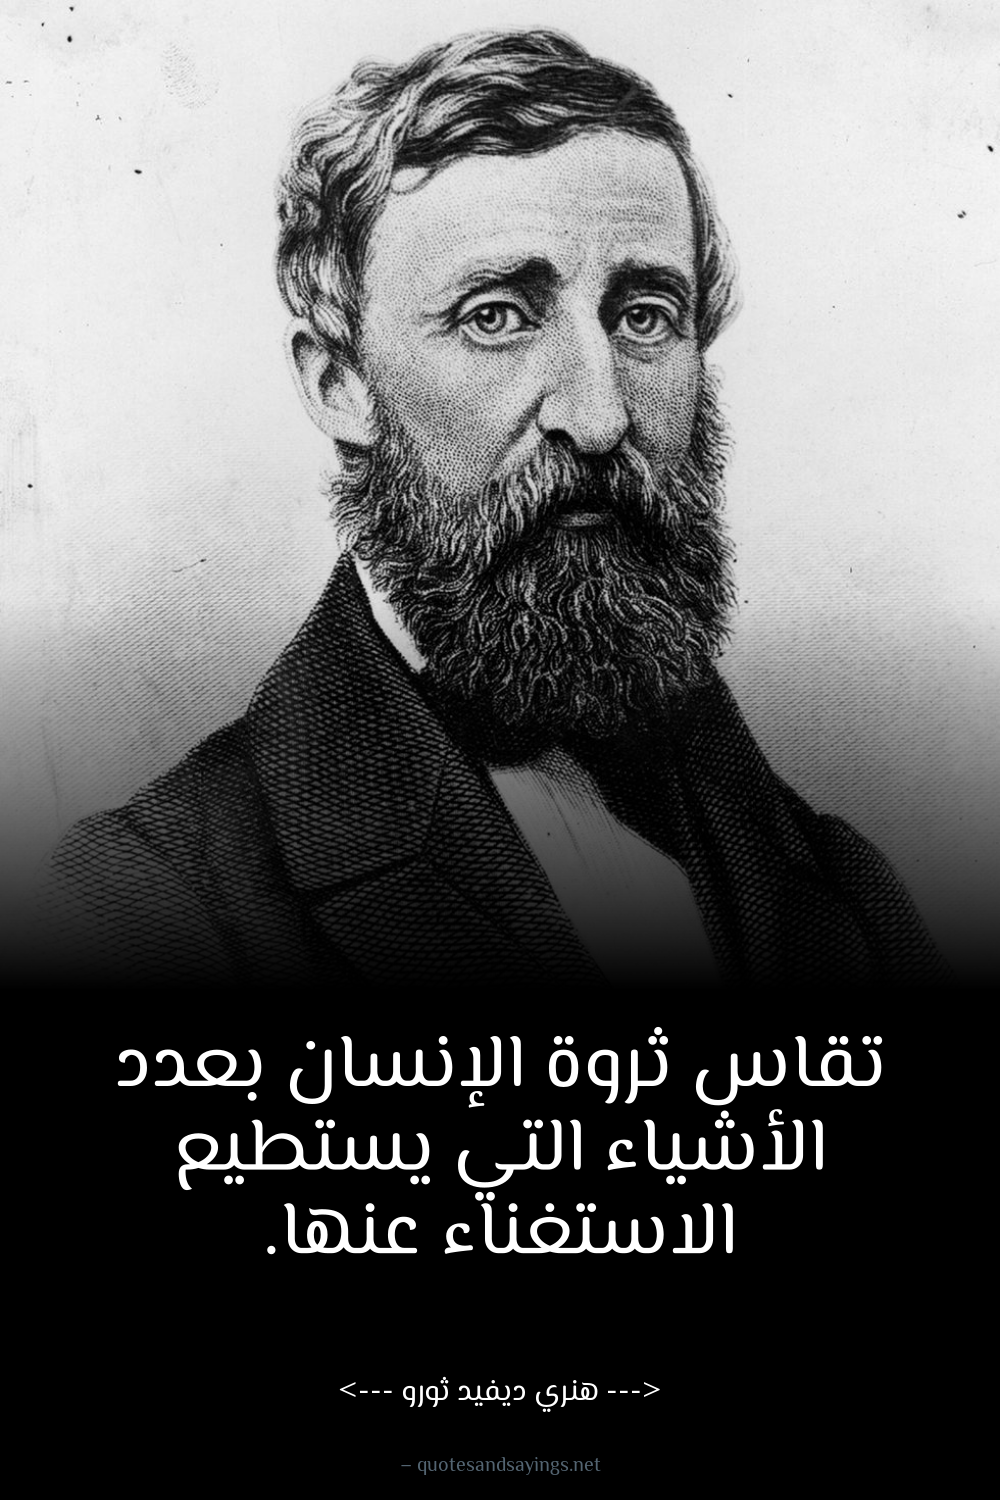 تقاس ثروة الإنسان بعدد
الأشياء التي يستطيع
الاستغناء عنها.
<--- هنري ديفيد ثورو --->
– quotesandsayings.net